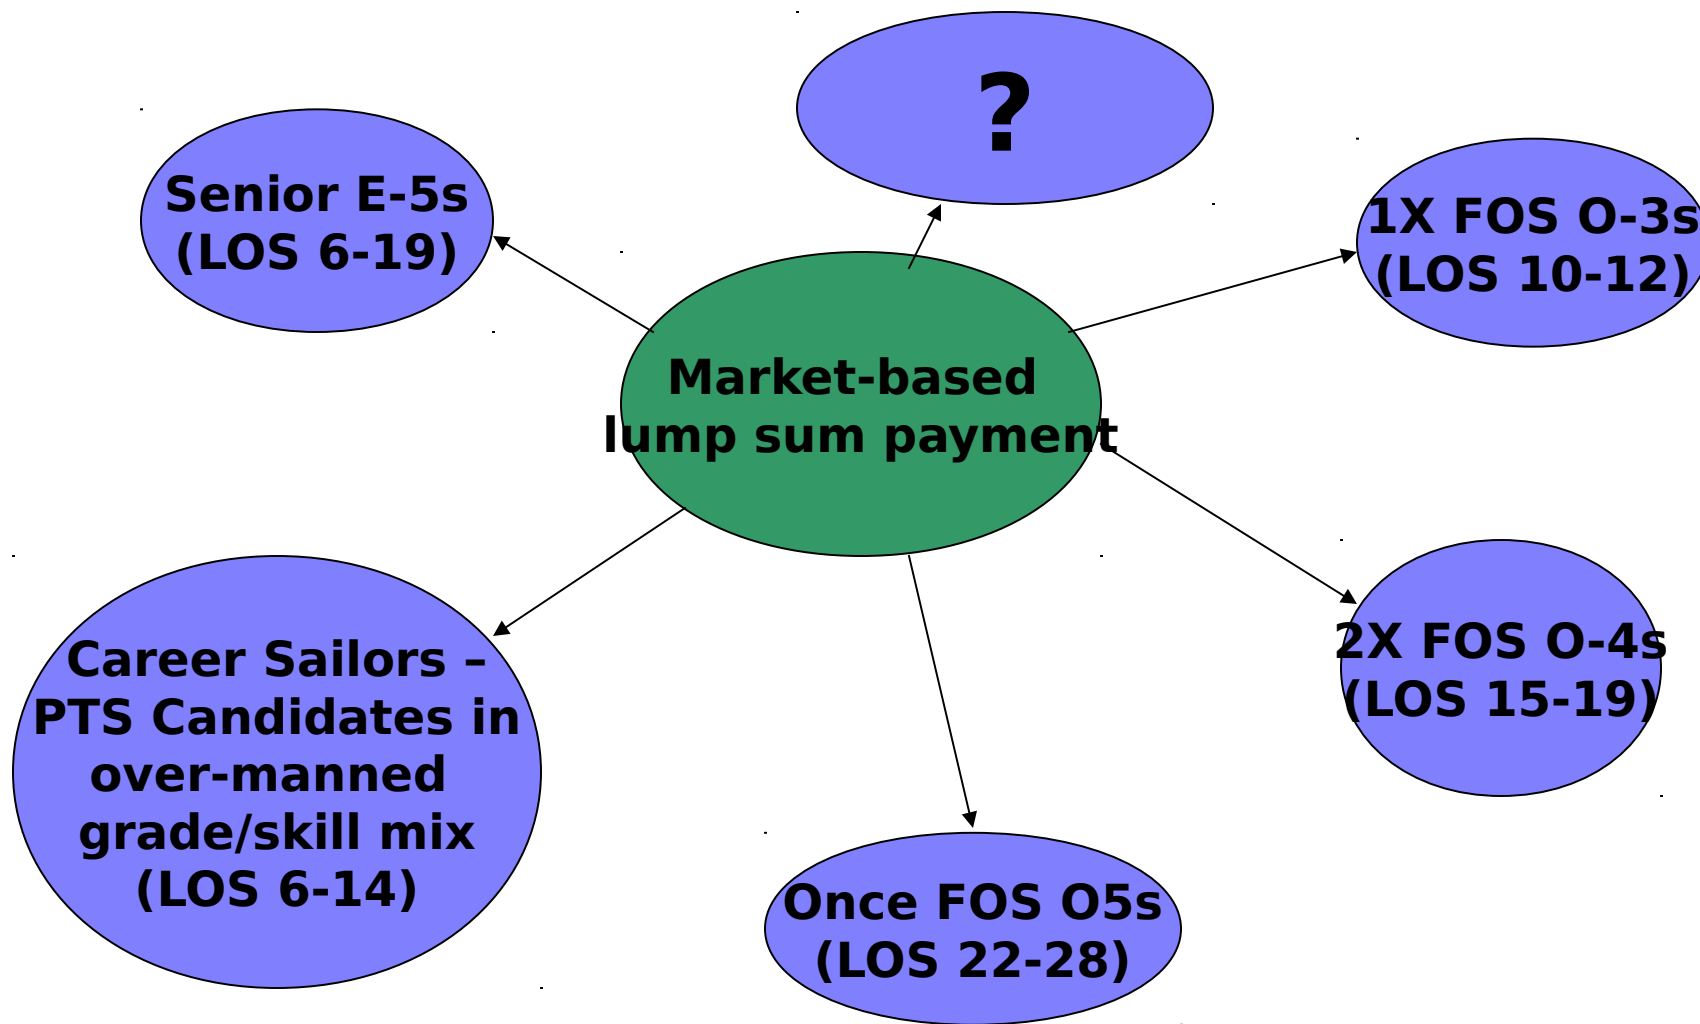 ?
Senior E-5s
(LOS 6-19)
1X FOS O-3s
(LOS 10-12)
Market-based
lump sum payment
2X FOS O-4s
(LOS 15-19)
Career Sailors –
PTS Candidates in
over-manned
grade/skill mix
(LOS 6-14)
Once FOS O5s
(LOS 22-28)